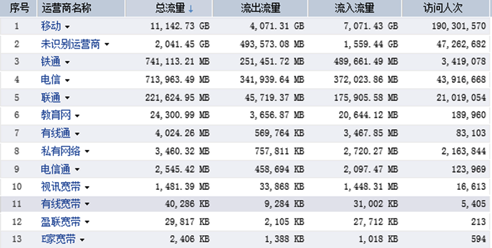 序号 运营商名称 总流量↓ 流出流量 流入流量 访问人次
1 移动 11,142.73 GB 4,071.31 GB 7,071.43 GB 190,301,570
2 未识别运营商 2,041.45 GB 493,573.08 MB 1,559.44 GB 47,262,682
3 铁通 741,113.21 MB 251,451.72 MB 489,661.49 MB 3,419,078
4 电信 713,963.49 MB 341,939.64 MB 372,023.86 MB 43,916,668
5 联通 221,624.95 MB 45,719.37 MB 175,905.58 MB 21,019,054
6 教育网 24,300.99 MB 3,656.87 MB 20,644.12 MB 189,960
7 有线通 4,024.26 MB 569,764 KB 3,467.85 MB 83,103
8 私有网络 3,460.32 MB 757,811 KB 2,720.27 MB 2,163,844
9 电信通 2,545.42 MB 458,694 KB 2,097.47 MB 123,969
10 视讯宽带 1,481.39 MB 33,868 KB 1,448.31 MB 16,613
11 有线宽带 40,286 KB 9,284 KB 31,002 KB 5,405
12 盈联宽带 29,817 KB 2,105 KB 27,712 KB 213
13 E家宽带 2,406 KB 1,388 KB 1,018 KB 594